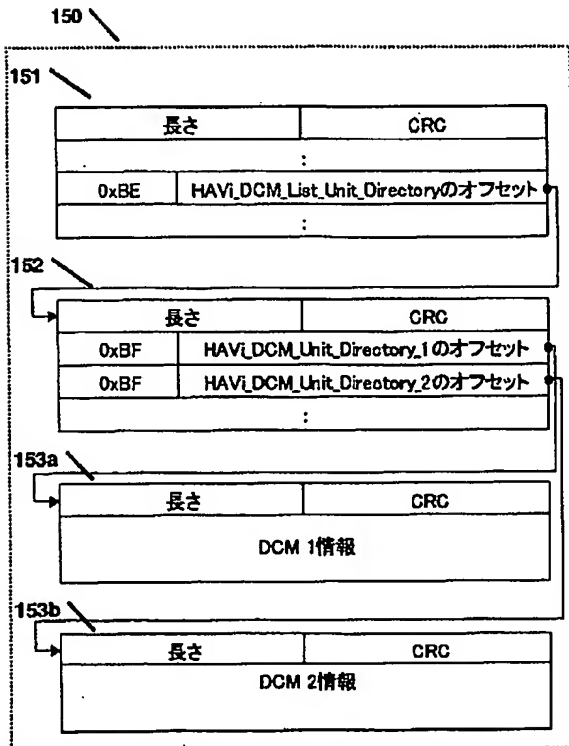 150
151
長さ CRC
:
0xBE HAVi_DCM_List_Unit_Directoryのオフセット
:
152
長さ CRC
0xBF HAVi_DCM_Unit_Directory_1のオフセット
0xBF HAVi_DCM_Unit_Directory_2のオフセット
:
153a
長さ CRC
DCM 1情報
153b
長さ CRC
DCM 2情報